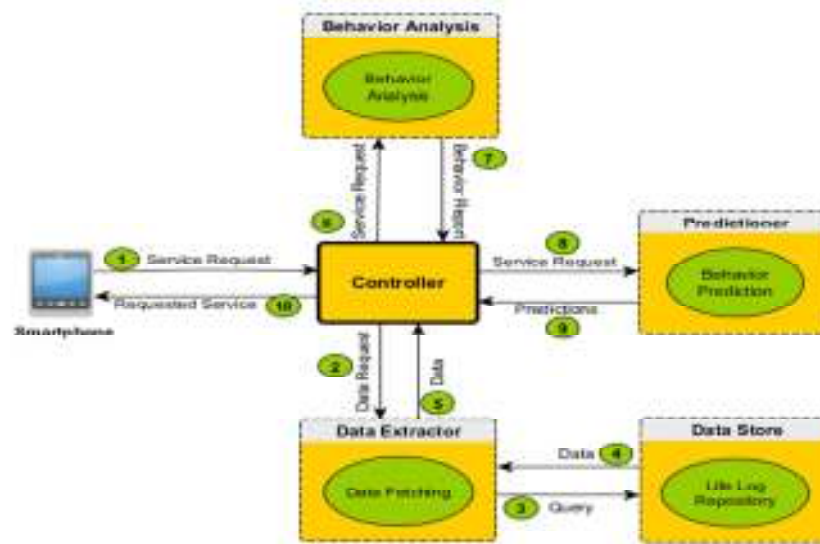 Behavior Analysis
Behavior
Analysis
7
Service Request
Behavior Report
6
1 Service Request
8
Service Request
Predictioner
Behavior
Prediction
Controller
Requested Service 10
Predictions
9
Smartphone
2
Data Request
Data
5
Data Extractor
Data Fetching
Data Store
Data 4
Life Log
Repository
3 Query